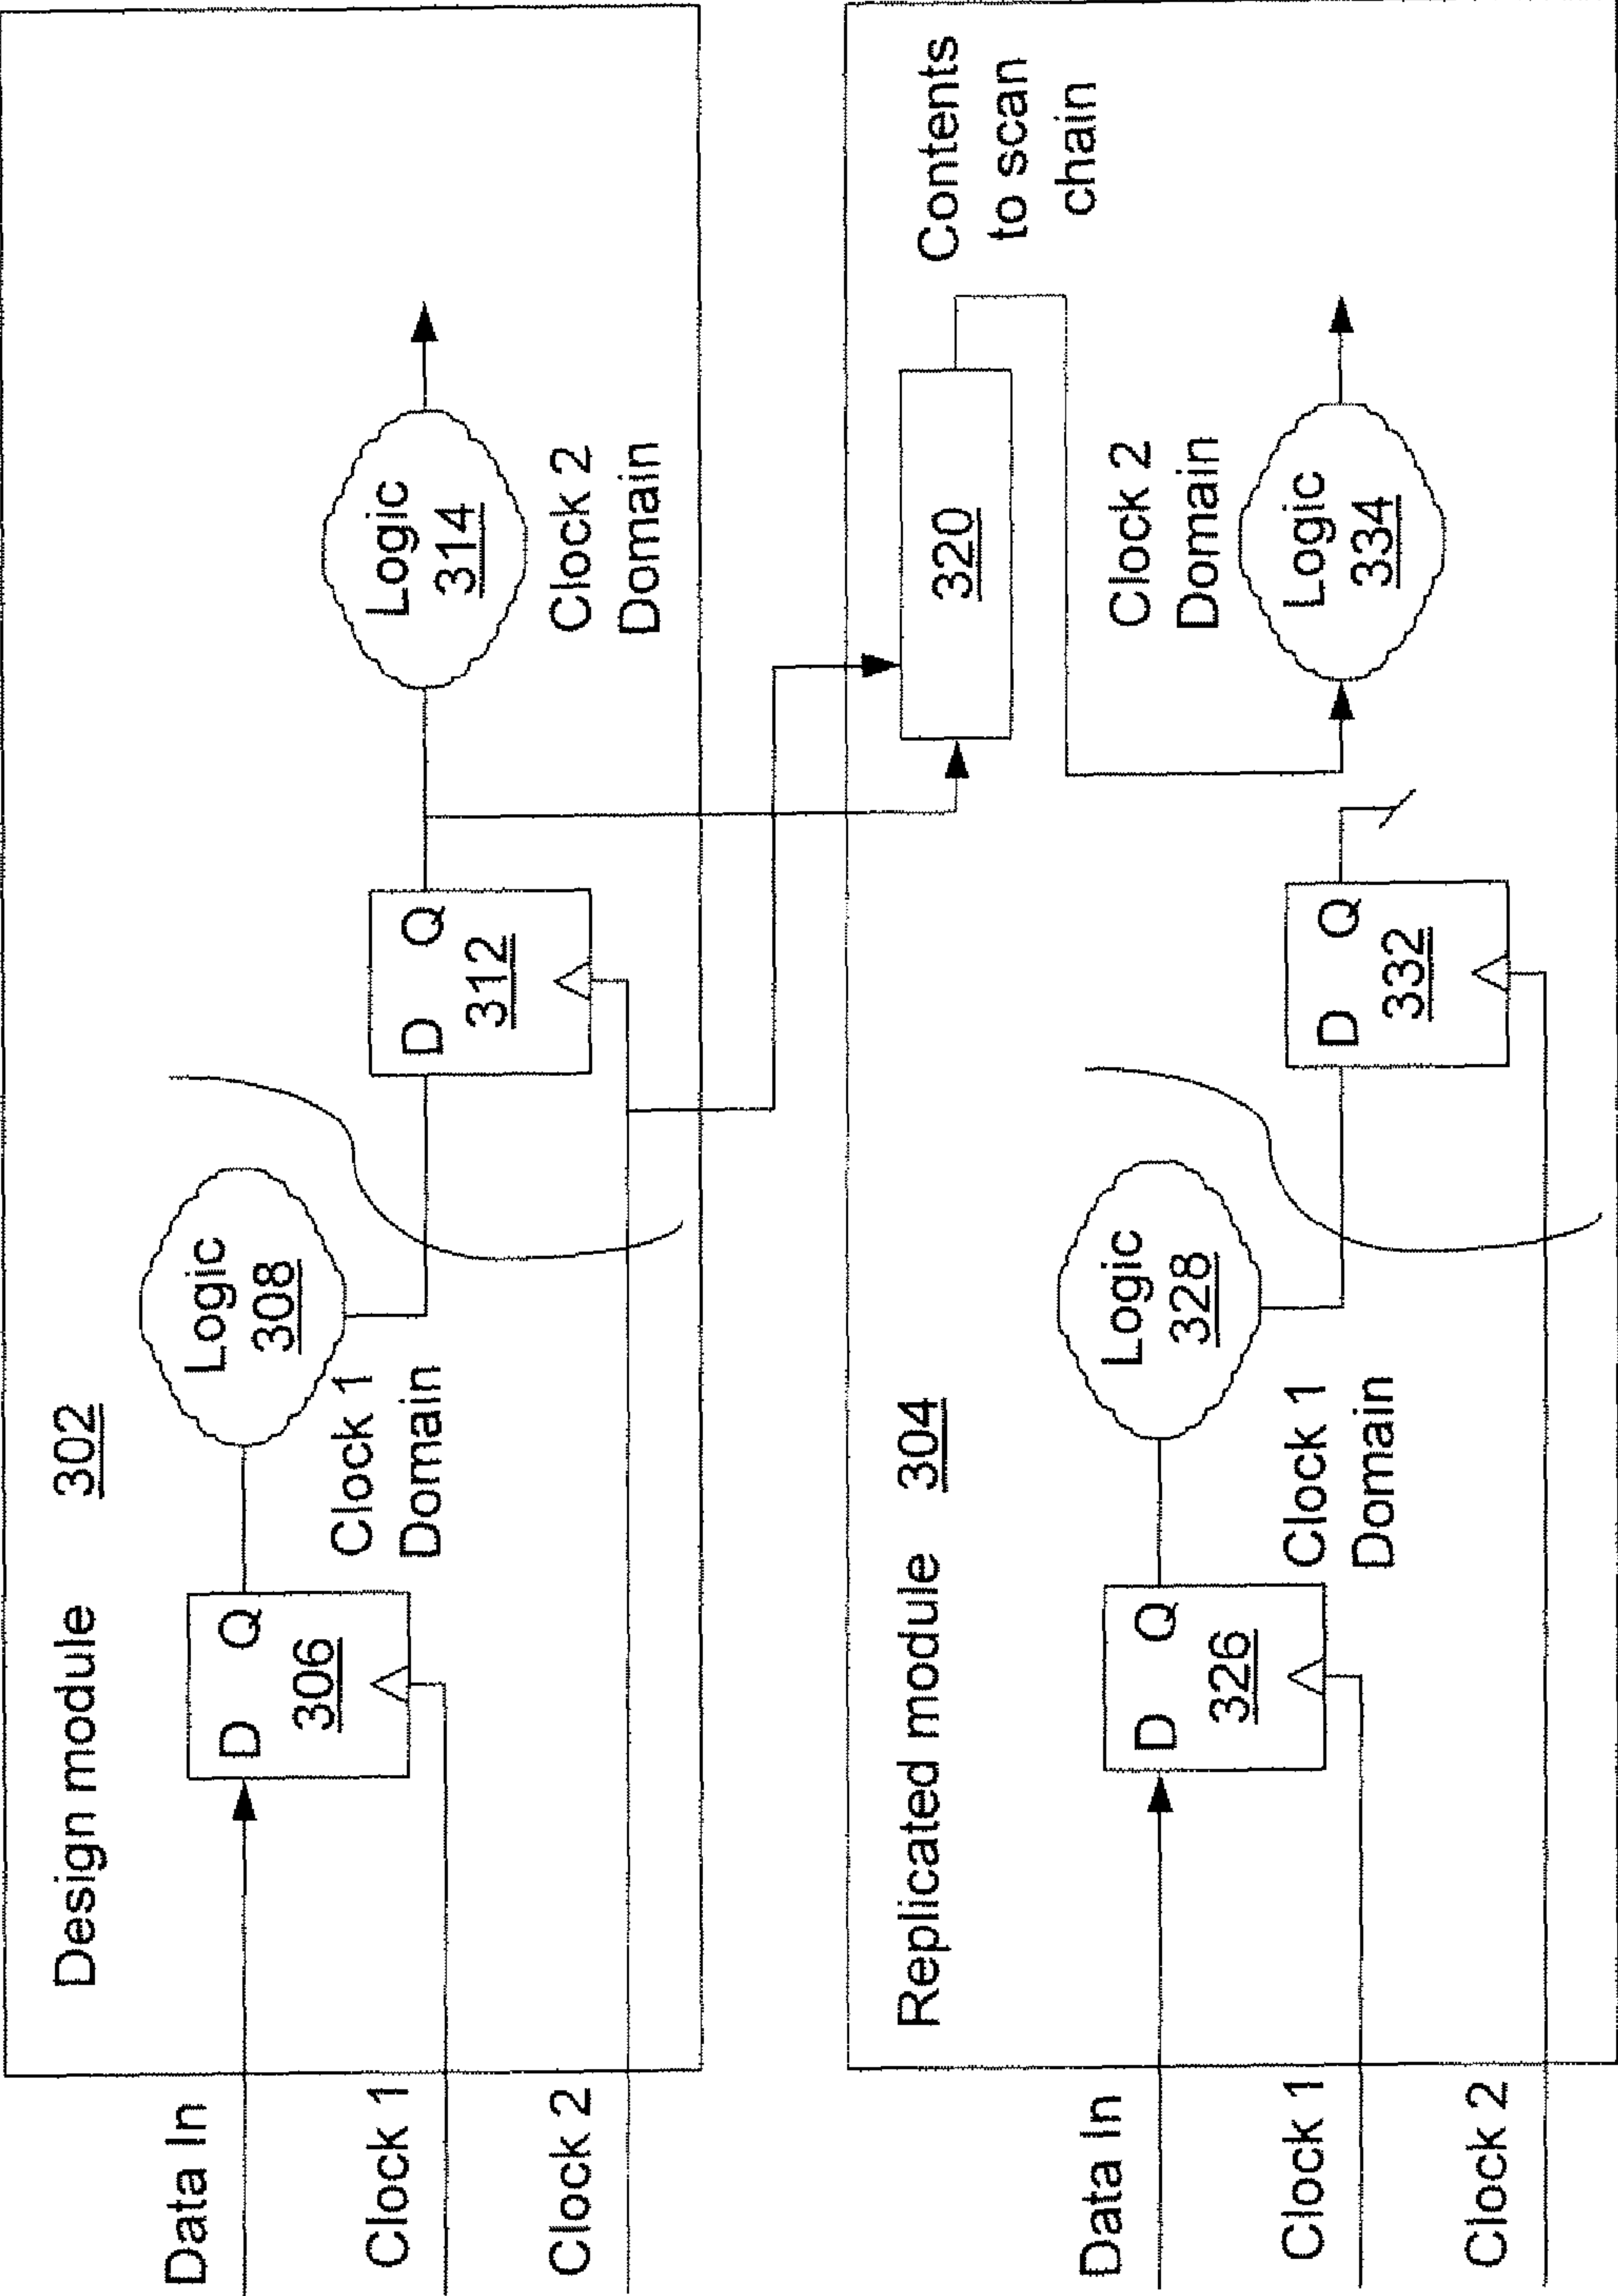 Design module 302
Data In
D Q
306
Logic
308
Clock 1
Domain
Clock 1
D Q
312
Logic
314
Clock 2
Domain
Clock 2
Replicated module 304
320
Contents
to scan
chain
Data In
D Q
326
Logic
328
Clock 1
Domain
Clock 1
D Q
332
Clock 2
Domain
Logic
334
Clock 2